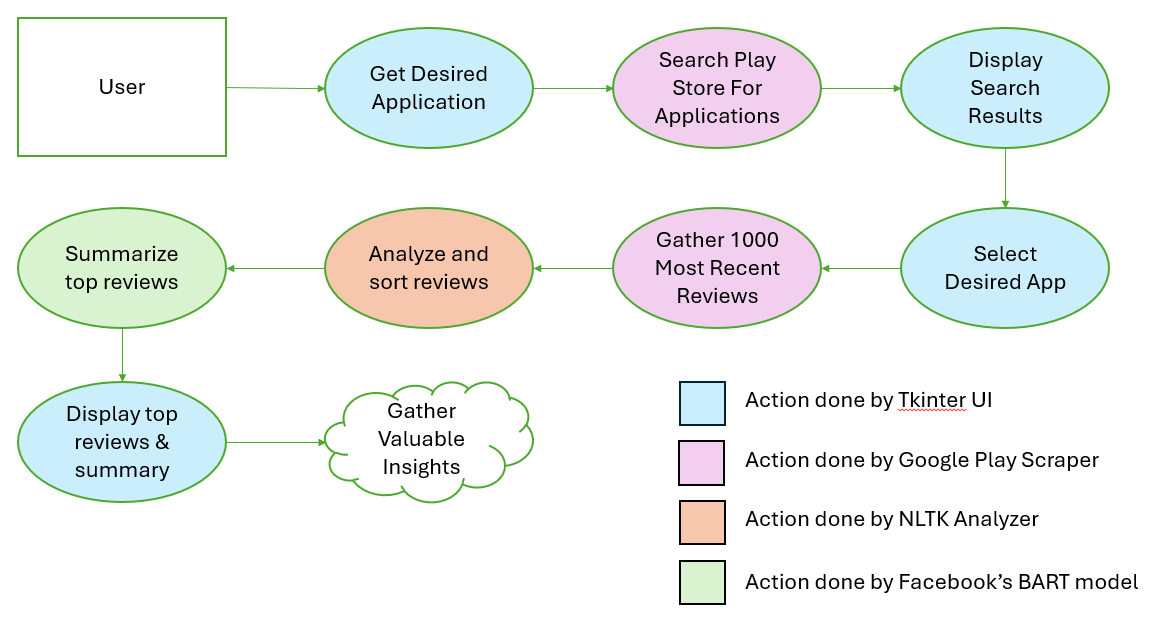 User
Get Desired
Application
Search Play
Store For
Applications
Display
Search
Results
Select
Desired App
Gather 1000
Most Recent
Reviews
Analyze and
sort reviews
Summarize
top reviews
Display top
reviews &
summary
Gather
Valuable
Insights
Action done by Tkinter UI
Action done by Google Play Scraper
Action done by NLTK Analyzer
Action done by Facebook’s BART model